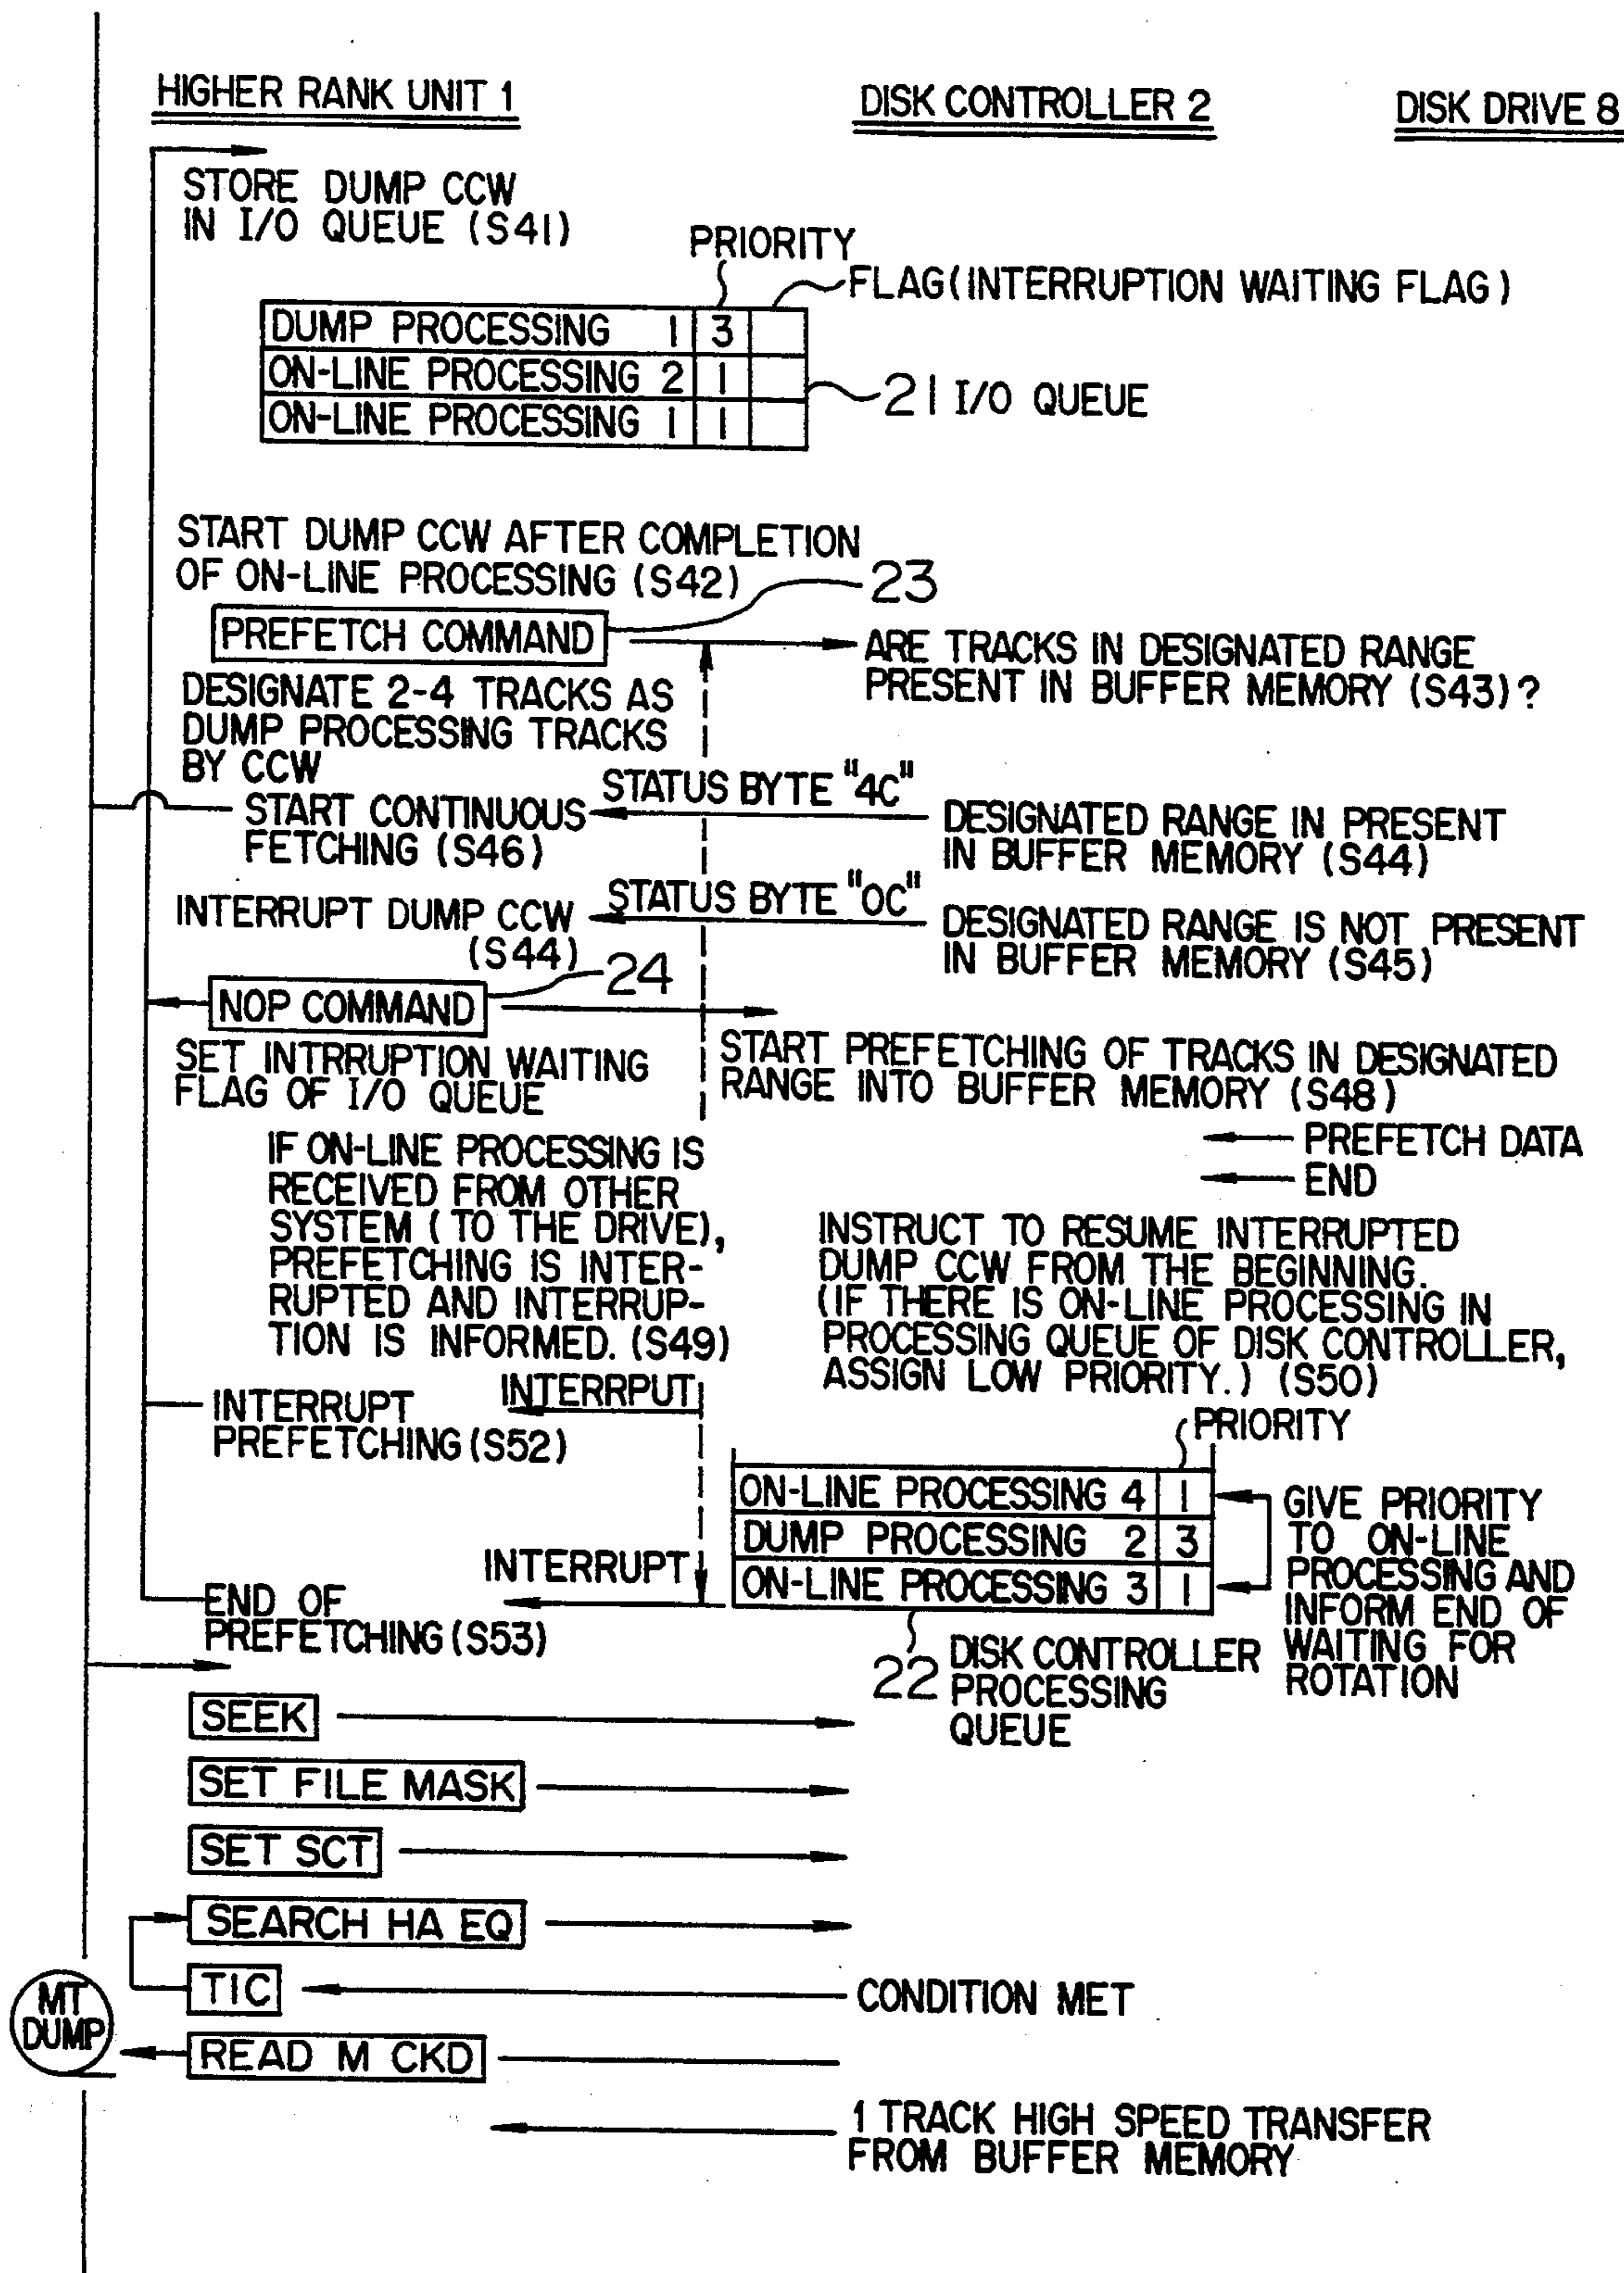 HIGHER RANK UNIT 1
DISK CONTROLLER 2
DISK DRIVE 8
STORE DUMP CCW
IN I/O QUEUE (S41)
PRIORITY
FLAG (INTERRUPTION WAITING FLAG)
DUMP PROCESSING 1 3
ON-LINE PROCESSING 2 1
ON-LINE PROCESSING 1 1
21 I/O QUEUE
START DUMP CCW AFTER COMPLETION
OF ON-LINE PROCESSING (S42)
23
PREFETCH COMMAND
ARE TRACKS IN DESIGNATED RANGE
PRESENT IN BUFFER MEMORY (S43)?
DESIGNATE 2-4 TRACKS AS
DUMP PROCESSING TRACKS
BY CCW
STATUS BYTE "4C"
START CONTINUOUS
FETCHING (S46)
DESIGNATED RANGE IN PRESENT
IN BUFFER MEMORY (S44)
STATUS BYTE "0C"
INTERRUPT DUMP CCW
(S44)
DESIGNATED RANGE IS NOT PRESENT
IN BUFFER MEMORY (S45)
24
NOP COMMAND
SET INTRRUPTION WAITING
FLAG OF I/O QUEUE
START PREFETCHING OF TRACKS IN DESIGNATED
RANGE INTO BUFFER MEMORY (S48)
PREFETCH DATA
END
IF ON-LINE PROCESSING IS
RECEIVED FROM OTHER
SYSTEM (TO THE DRIVE),
PREFETCHING IS INTER-
RUPTED AND INTERRUP-
TION IS INFORMED. (S49)
INSTRUCT TO RESUME INTERRUPTED
DUMP CCW FROM THE BEGINNING.
(IF THERE IS ON-LINE PROCESSING IN
PROCESSING QUEUE OF DISK CONTROLLER,
ASSIGN LOW PRIORITY.) (S50)
INTERRPUT
INTERRUPT
PREFETCHING (S52)
PRIORITY
ON-LINE PROCESSING 4 1
DUMP PROCESSING 2 3
ON-LINE PROCESSING 3 1
GIVE PRIORITY
TO ON-LINE
PROCESSING AND
INFORM END OF
WAITING FOR
ROTATION
INTERRUPT
END OF
PREFETCHING (S53)
22 DISK CONTROLLER
PROCESSING
QUEUE
SEEK
SET FILE MASK
SET SCT
SEARCH HA EQ
TIC
CONDITION MET
MT
DUMP
READ M CKD
1 TRACK HIGH SPEED TRANSFER
FROM BUFFER MEMORY